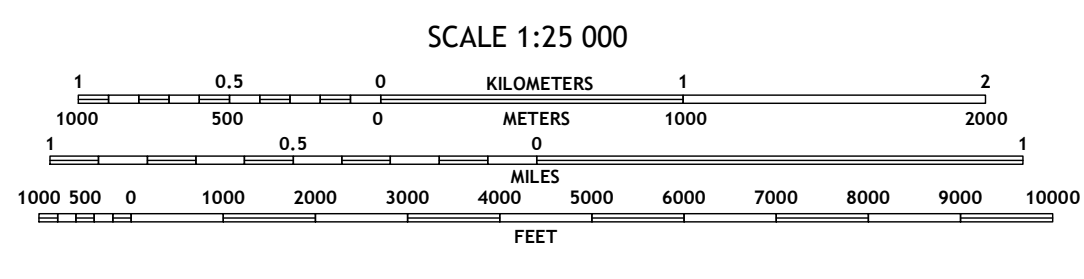 SCALE 1:25 000
1 0.5 0 KILOMETERS 1 2
1000 500 0 METERS 1000 2000
1 0.5 0 1
MILES
1000 500 0 1000 2000 3000 4000 5000 6000 7000 8000 9000 10000
FEET